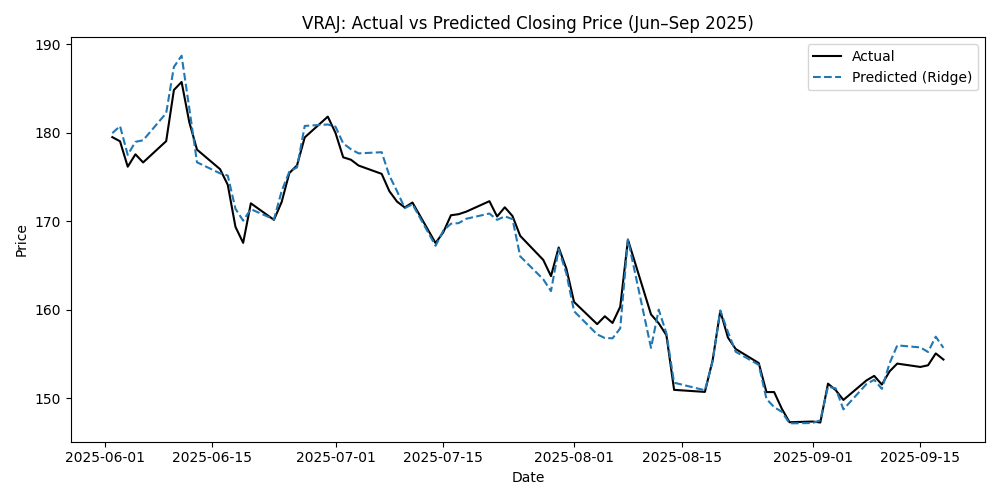 VRAJ: Actual vs Predicted Closing Price (Jun–Sep 2025)
Actual
Predicted (Ridge)
Price
190
180
170
160
150
2025-06-01 2025-06-15 2025-07-01 2025-07-15 2025-08-01 2025-08-15 2025-09-01 2025-09-15
Date